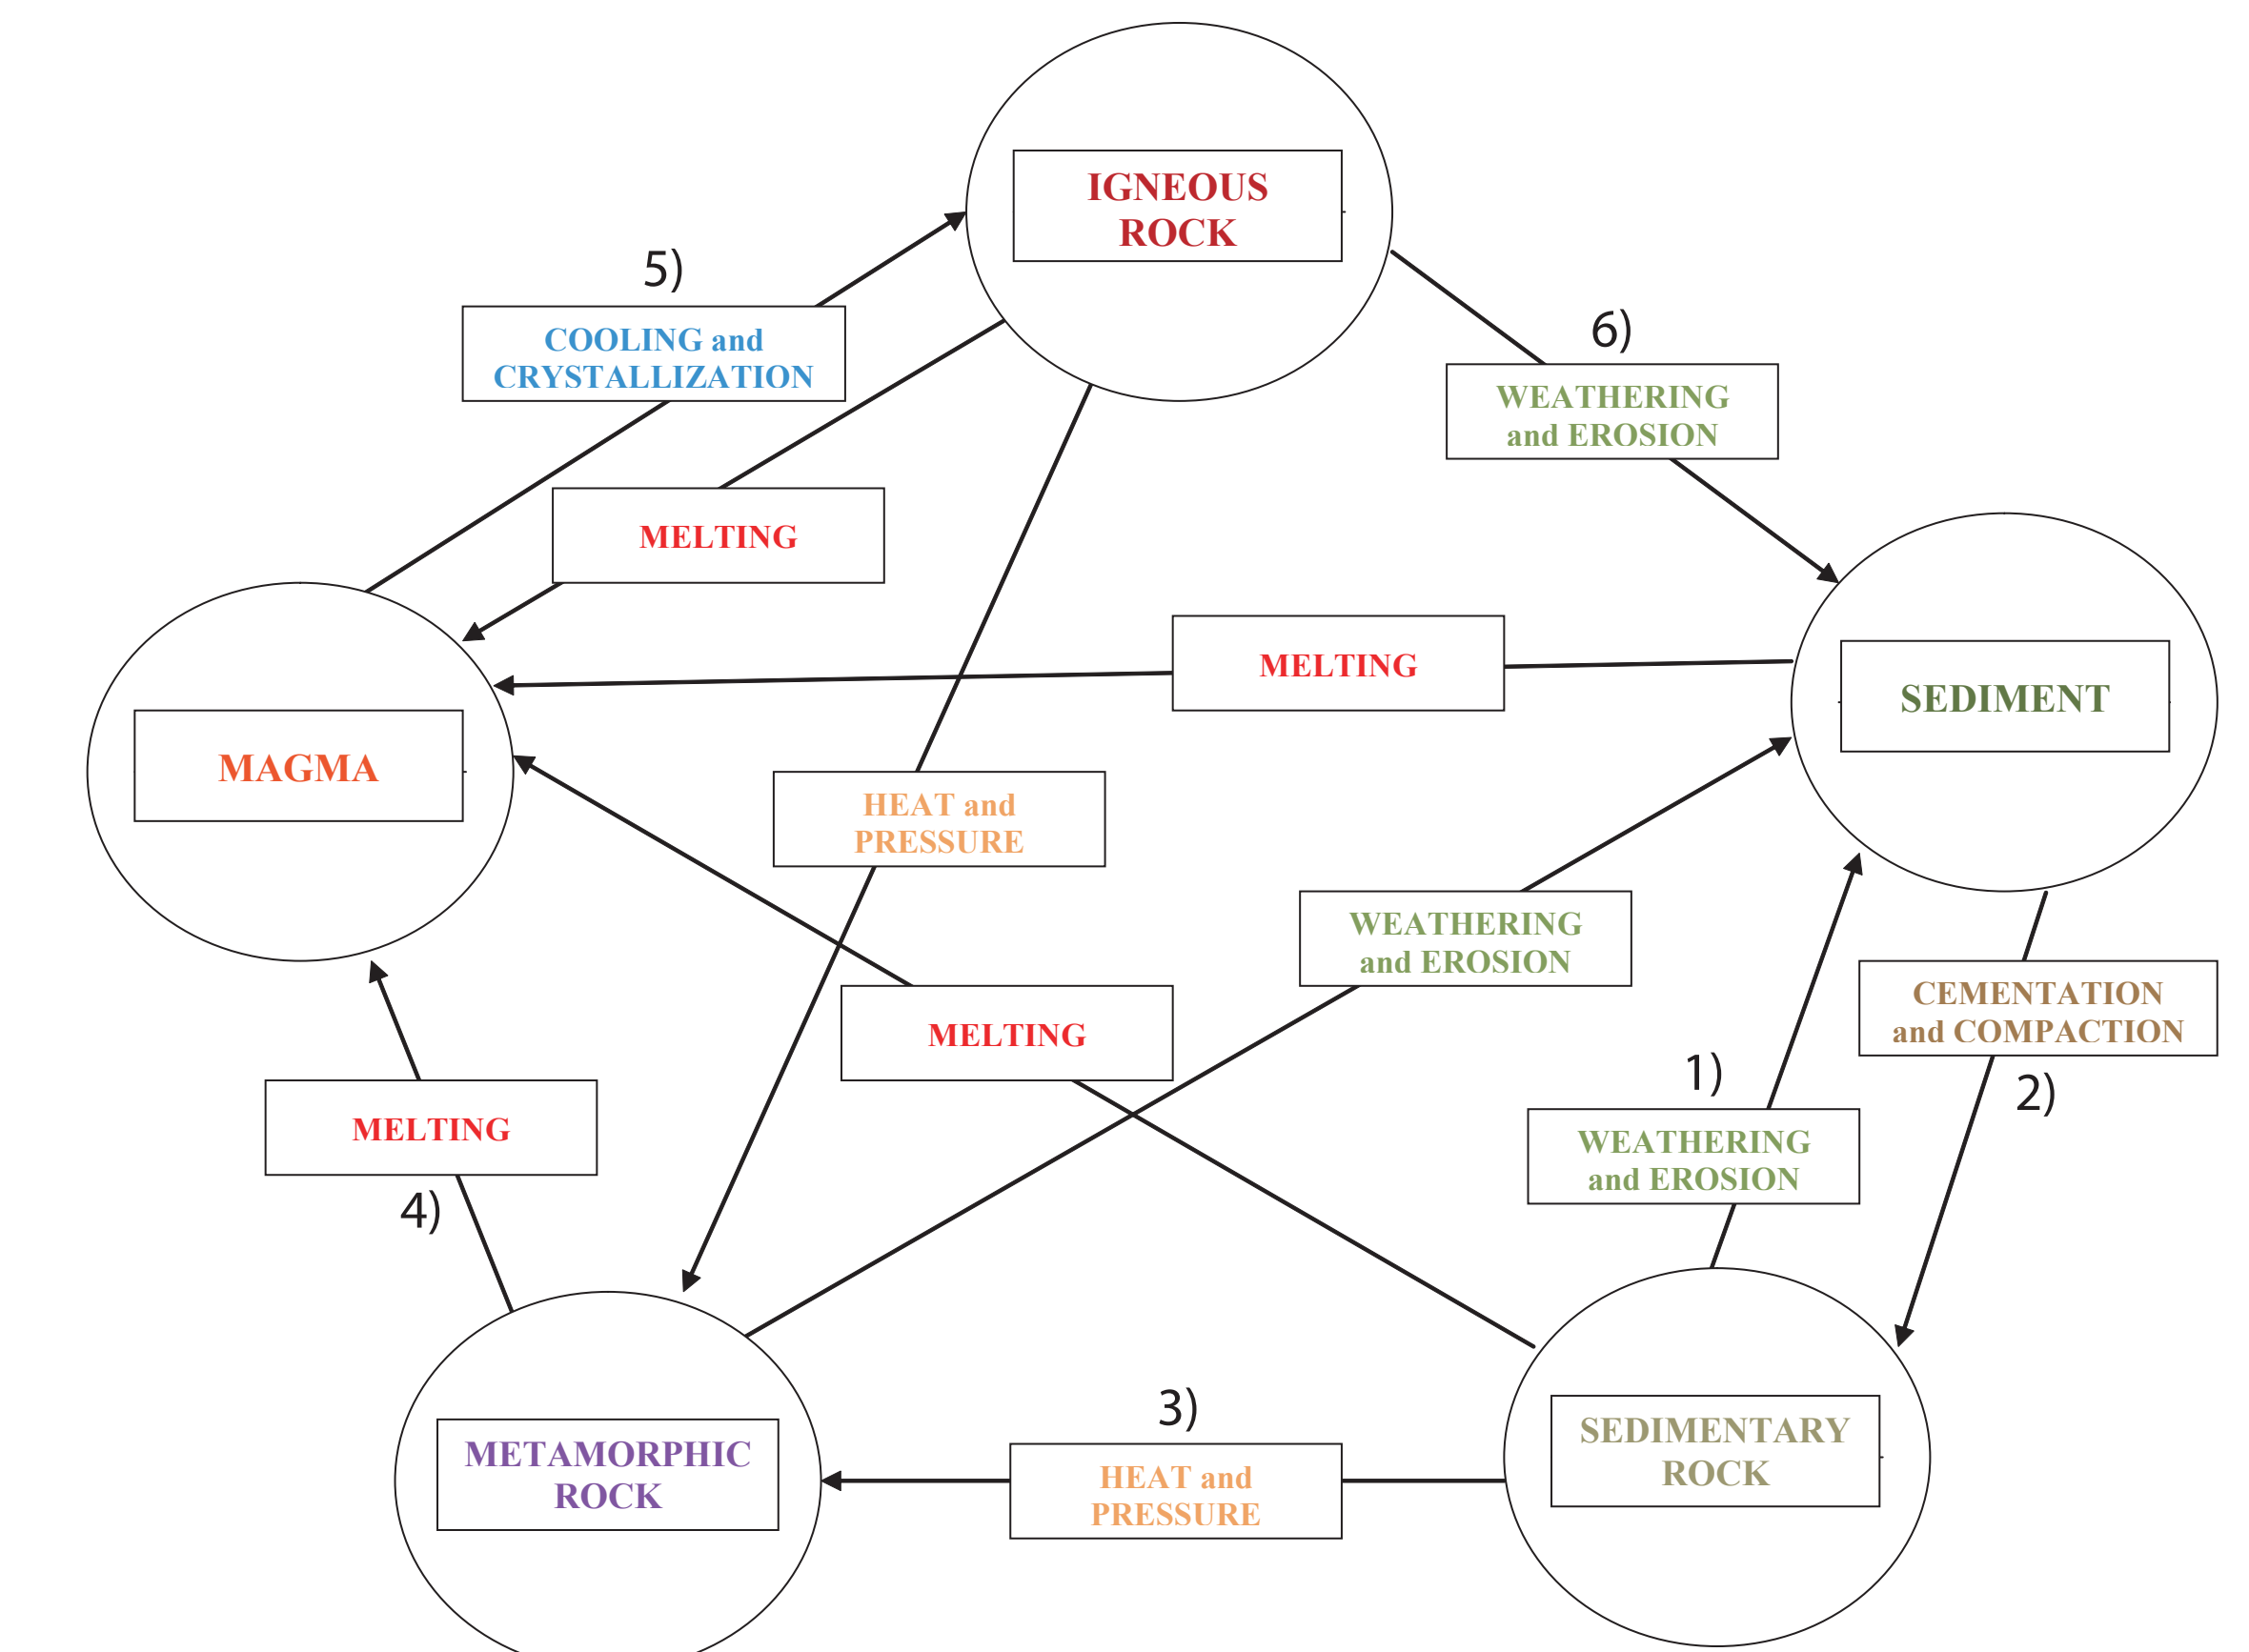 IGNEOUS
ROCK
5)
COOLING and
CRYSTALLIZATION
6)
WEATHERING
and EROSION
MELTING
MELTING
SEDIMENT
MAGMA
HEAT and
PRESSURE
WEATHERING
and EROSION
CEMENTATION
and COMPACTION
2)
MELTING
1)
WEATHERING
and EROSION
MELTING
4)
3)
HEAT and
PRESSURE
METAMORPHIC
ROCK
SEDIMENTARY
ROCK